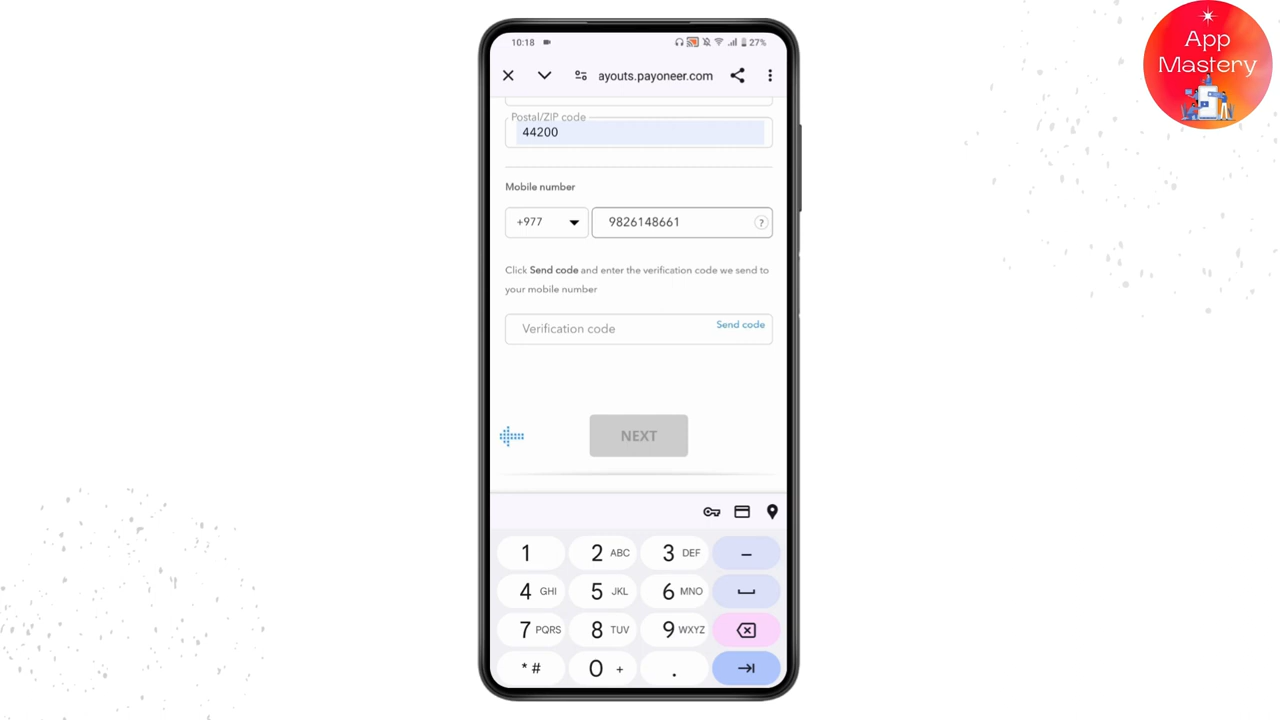 App
Mastery
10:18
27%
ayouts.payoneer.com
Postal/ZIP code
44200
Mobile number
+977
9826148661
?
Click Send code and enter the verification code we send to
your mobile number
Verification code
Send code
NEXT
1
2 ABC
3 DEF
–
4 GHI
5 JKL
6 MNO
7 PQRS
8 TUV
9 WXYZ
* #
0 +
.